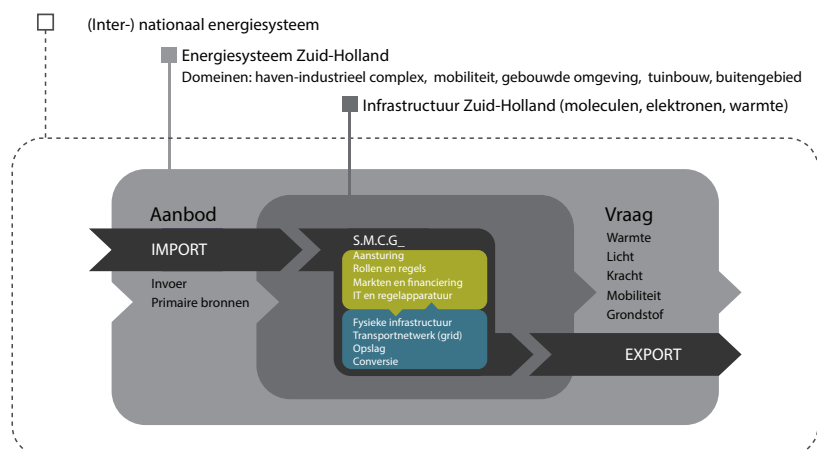 (Inter-) nationaal energiesysteem
Energiesysteem Zuid-Holland
Domeinen: haven-industrieel complex, mobiliteit, gebouwde omgeving, tuinbouw, buitengebied
Infrastructuur Zuid-Holland (moleculen, elektronen, warmte)
Aanbod
IMPORT
Invoer
Primaire bronnen
S.M.C.G_
Aansturing
Rollen en regels
Markten en financiering
IT en regelapparatuur
Fysieke infrastructuur
Transportnetwerk (grid)
Opslag
Conversie
Vraag
Warmte
Licht
Kracht
Mobiliteit
Grondstof
EXPORT